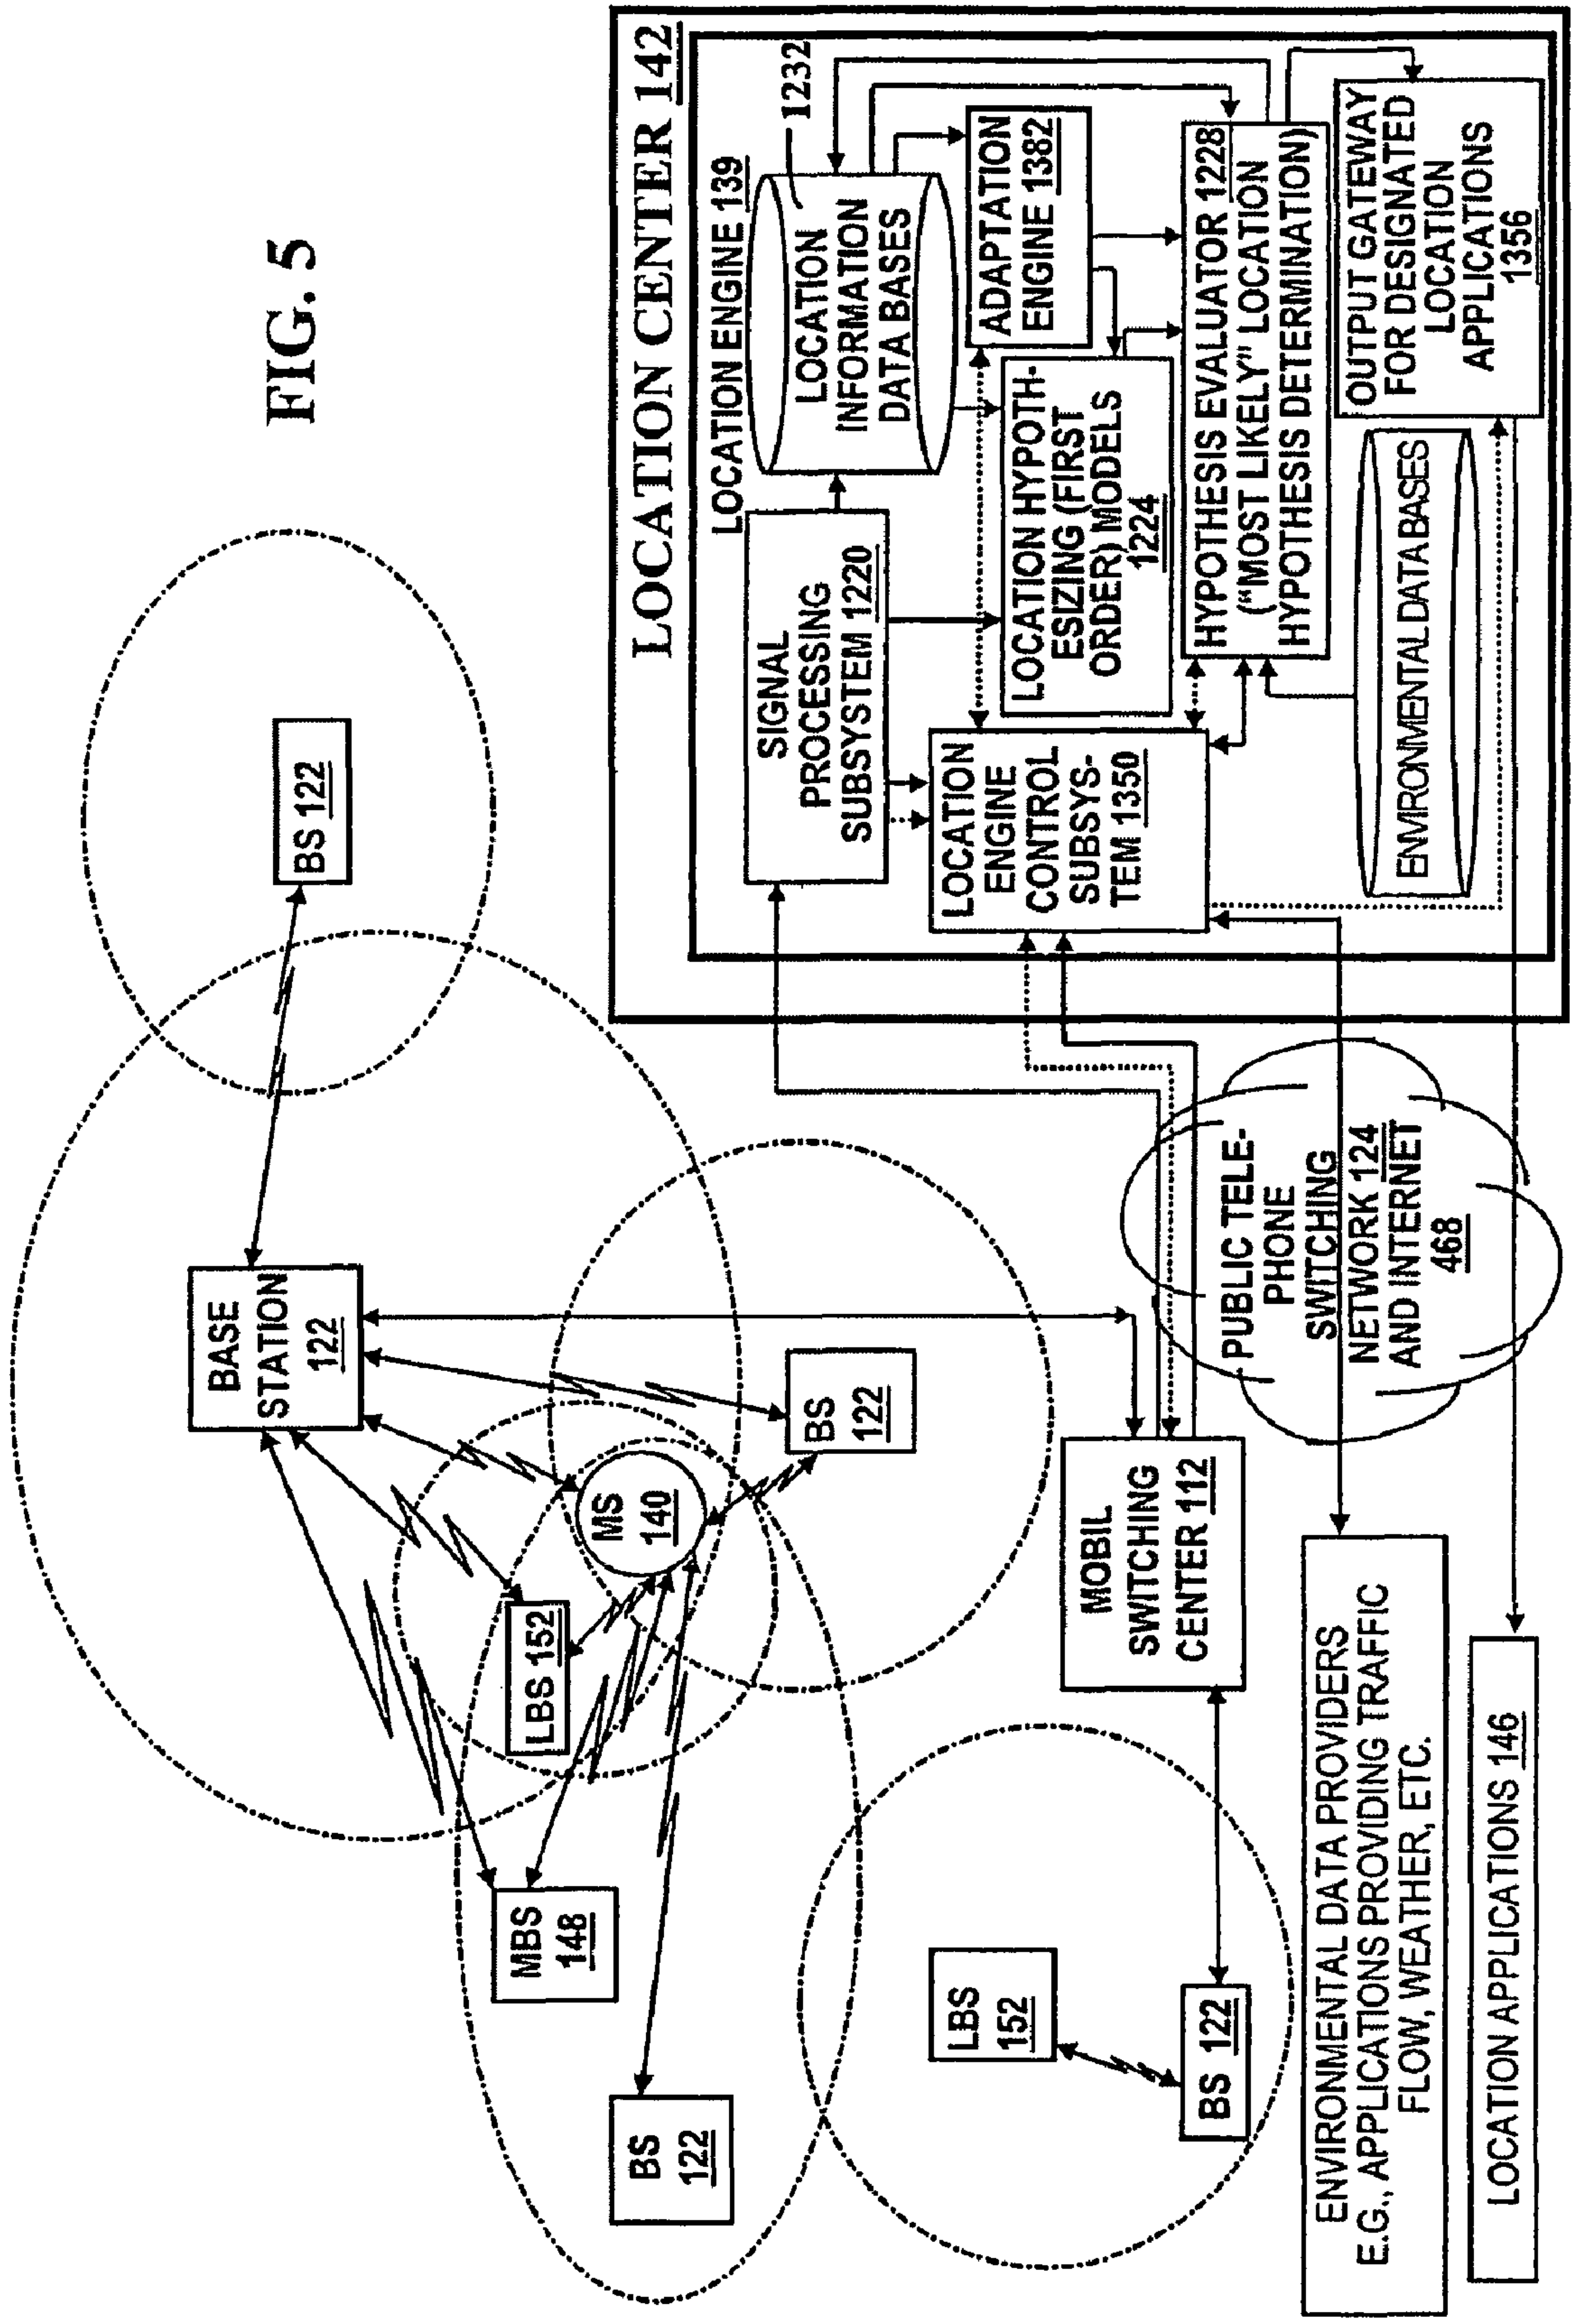 FIG. 5
BS 122
BASE
STATION
122
MS
140
BS
122
LBS 152
MBS
148
BS
122
LBS
152
BS 122
MOBIL
SWITCHING
CENTER 112
PUBLIC TELE-
PHONE
SWITCHING
NETWORK 124
AND INTERNET
468
ENVIRONMENTAL DATA PROVIDERS
E.G., APPLICATIONS PROVIDING TRAFFIC
FLOW, WEATHER, ETC.
LOCATION APPLICATIONS 146
LOCATION CENTER 142
LOCATION ENGINE 139
1232
SIGNAL
PROCESSING
SUBSYSTEM 1220
LOCATION
INFORMATION
DATA BASES
ADAPTATION
ENGINE 1382
LOCATION HYPOTH-
ESIZING (FIRST
ORDER) MODELS
1224
LOCATION
ENGINE
CONTROL
SUBSYS-
TEM 1350
HYPOTHESIS EVALUATOR 1228
("MOST LIKELY" LOCATION
HYPOTHESIS DETERMINATION)
ENVIRONMENTAL DATA BASES
OUTPUT GATEWAY
FOR DESIGNATED
LOCATION
APPLICATIONS
1356